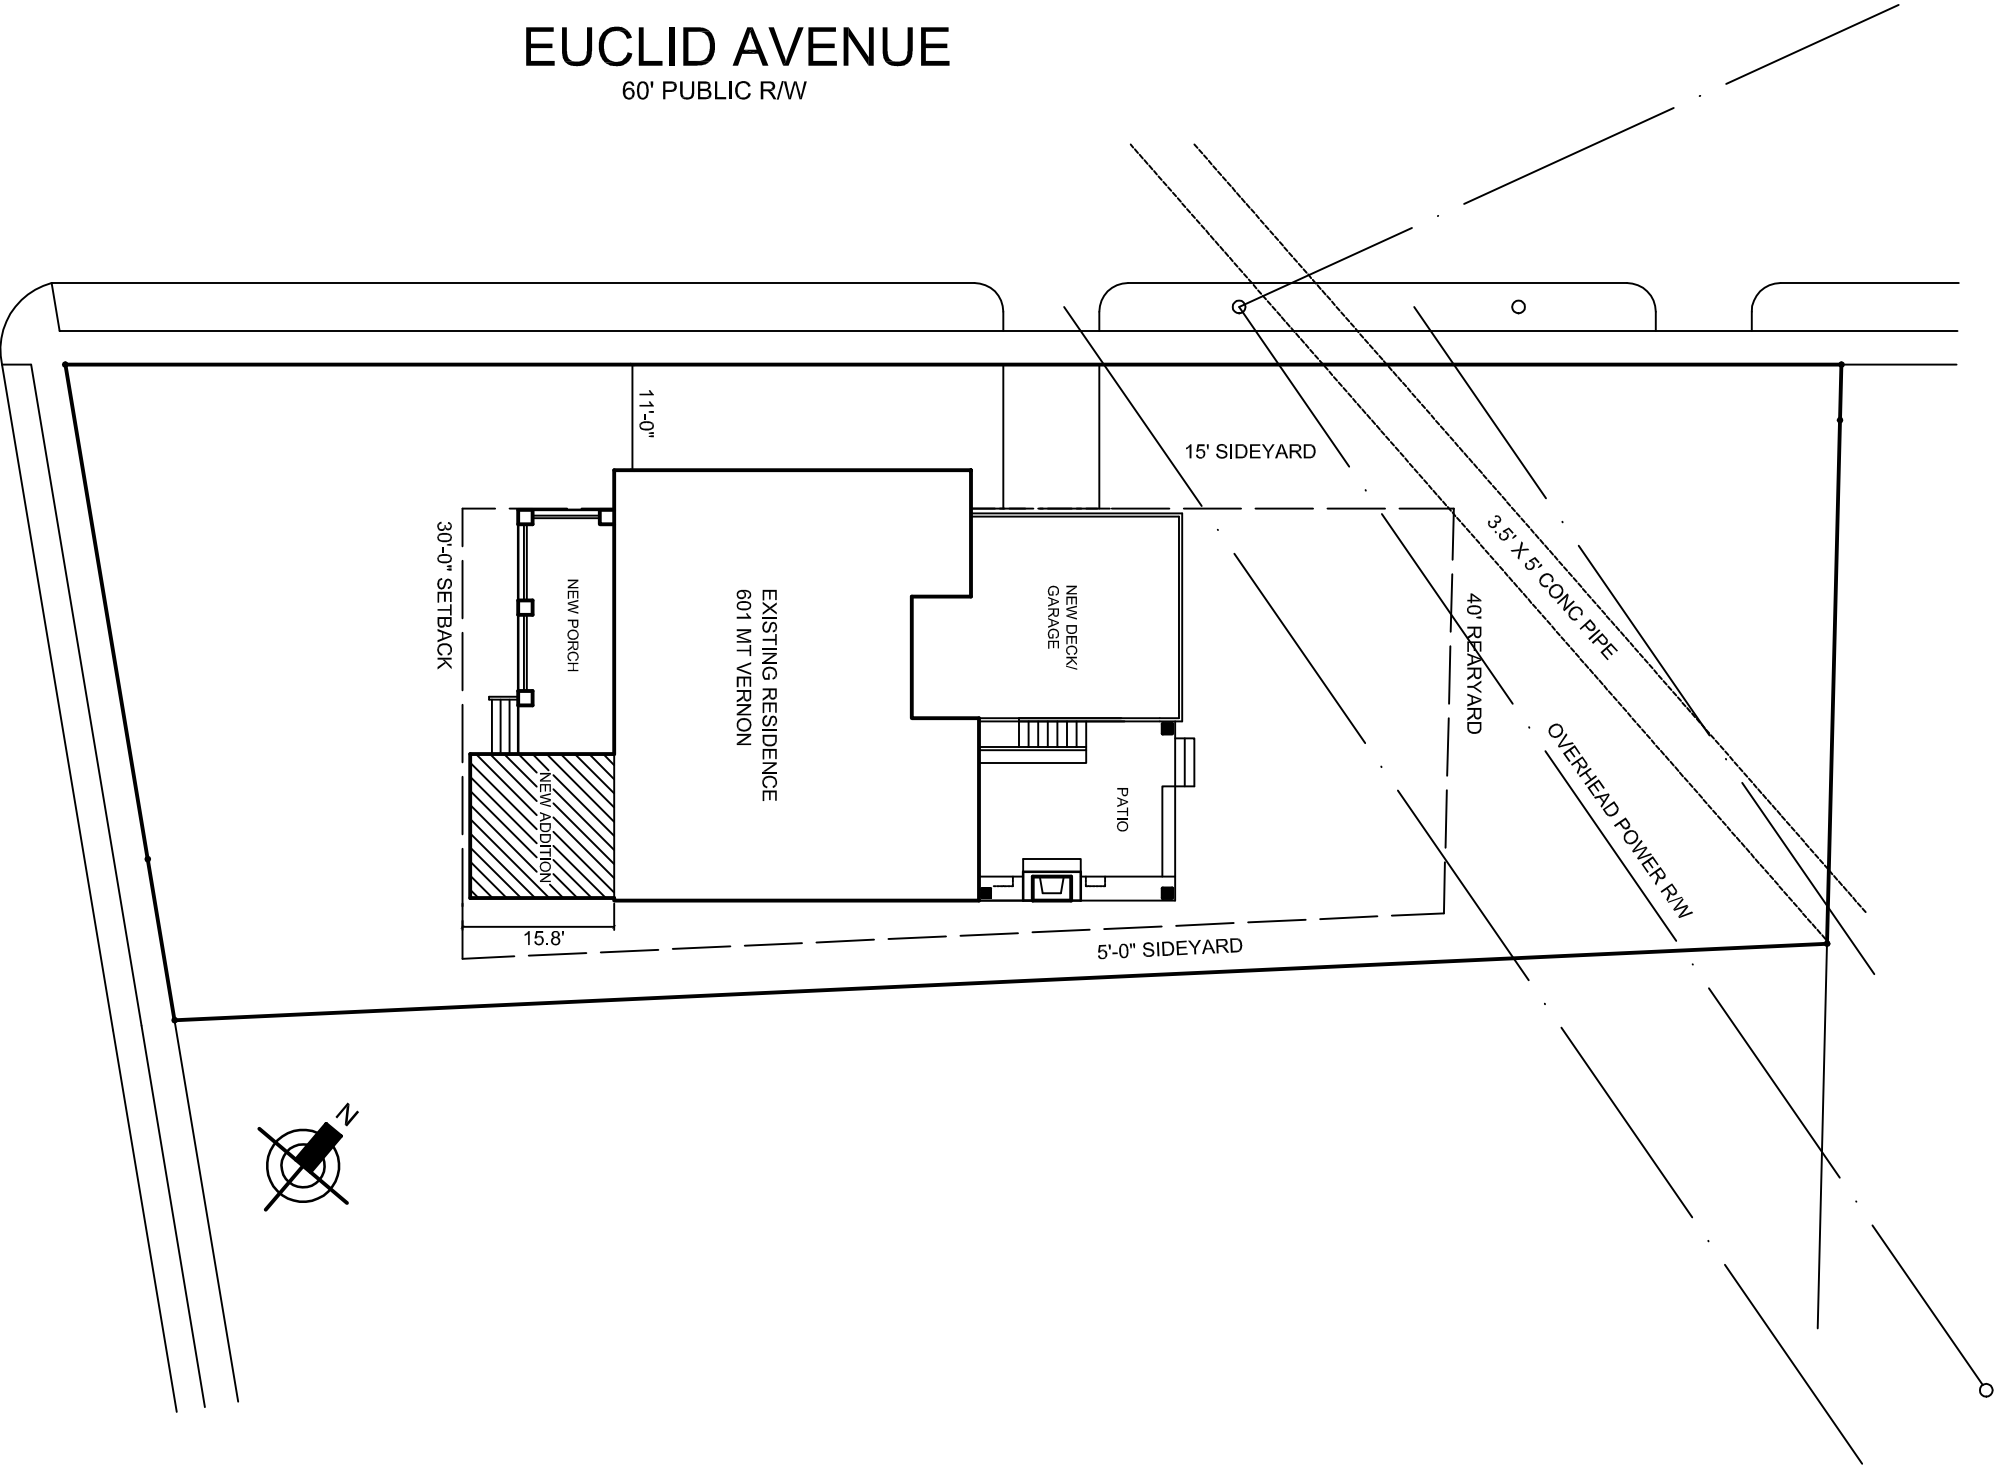 EUCLID AVENUE
60' PUBLIC R/W
11'-0"
15' SIDEYARD
30'-0" SETBACK
NEW PORCH
EXISTING RESIDENCE
601 MT VERNON
NEW DECK/
GARAGE
40' REARYARD
3.5' X 5' CONC PIPE
OVERHEAD POWER R/W
NEW ADDITION
PATIO
15.8'
5'-0" SIDEYARD
N